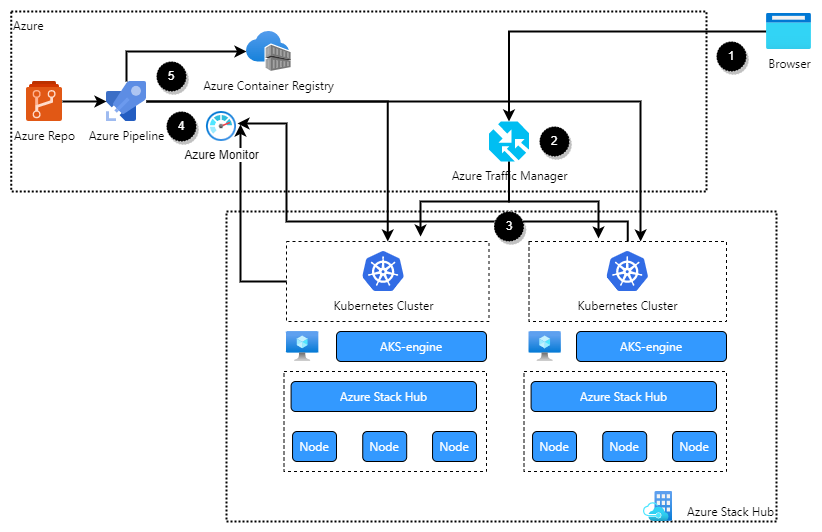 Azure
1
Browser
5
Azure Container Registry
Azure Repo
Azure Pipeline
4
Azure Monitor
2
Azure Traffic Manager
3
Kubernetes Cluster
Kubernetes Cluster
AKS-engine
AKS-engine
Azure Stack Hub
Azure Stack Hub
Node
Node
Node
Node
Node
Node
Azure Stack Hub